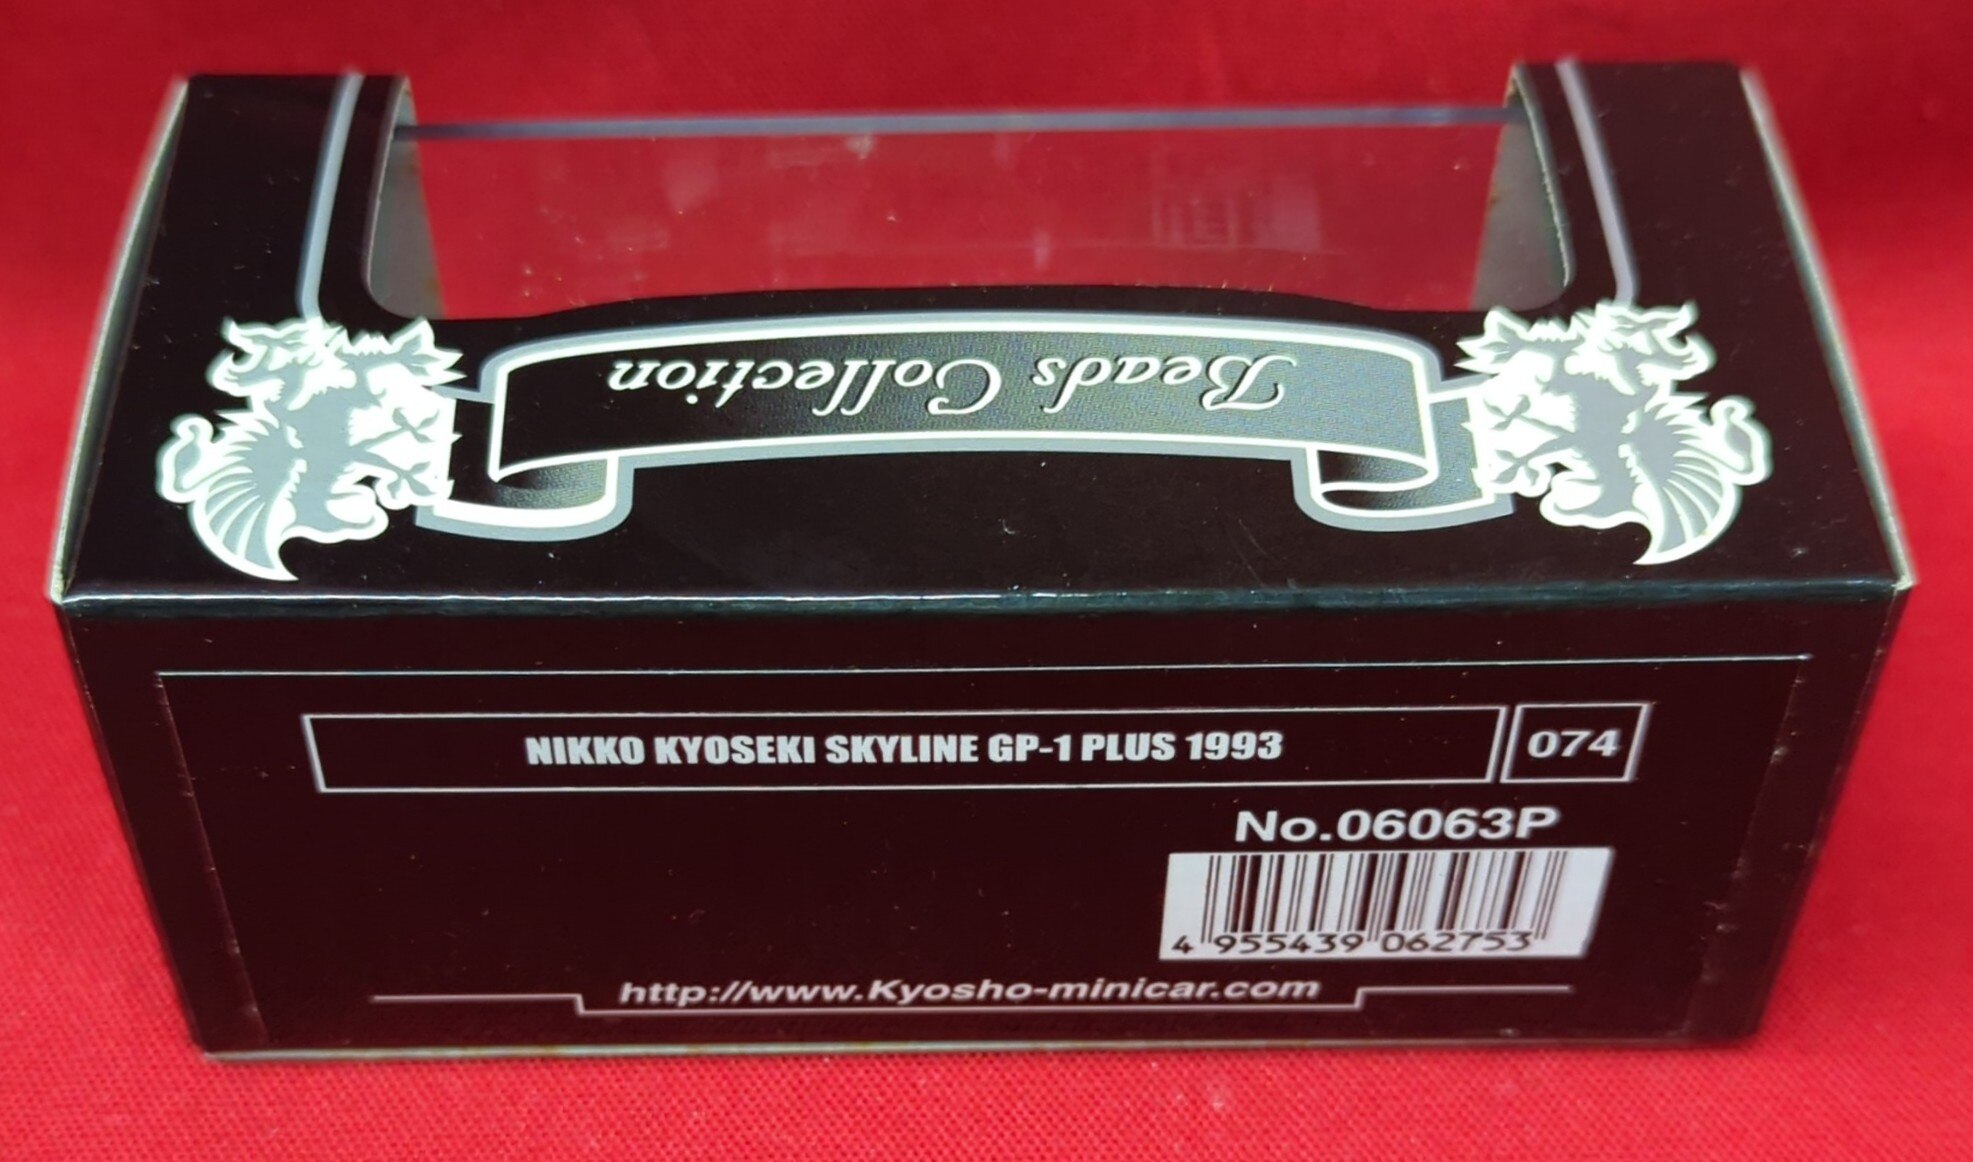 Beads Collection
NIKKO KYOSEKI SKYLINE GP-1 PLUS 1993
074
No.06063P
4 955439 062753
http://www.Kyosho-minicar.com